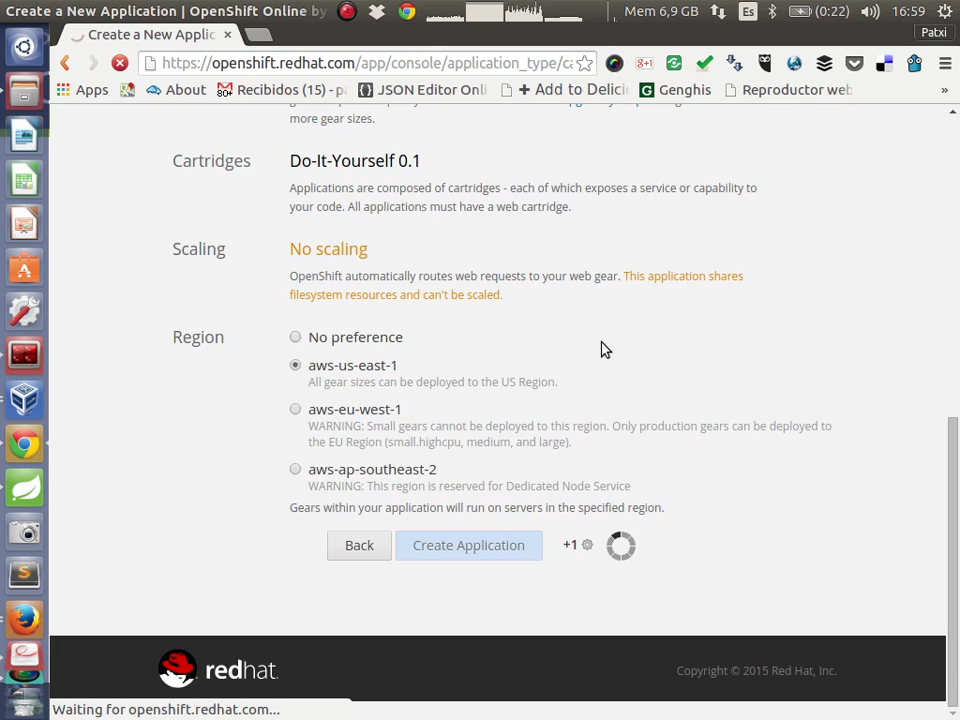 Create a New Application | OpenShift Online by
Mem 6,9 GB
Es
(0:22)
16:59
Create a New Applic
Patxi
https://openshift.redhat.com/app/console/application_type/ca
Apps
About
Recibidos (15) - p
JSON Editor Onli
+ Add to Delici
Genghis
Reproductor web
»
more gear sizes.
Cartridges
Do-It-Yourself 0.1
Applications are composed of cartridges - each of which exposes a service or capability to
your code. All applications must have a web cartridge.
Scaling
No scaling
OpenShift automatically routes web requests to your web gear. This application shares
filesystem resources and can't be scaled.
Region
No preference
aws-us-east-1
All gear sizes can be deployed to the US Region.
aws-eu-west-1
WARNING: Small gears cannot be deployed to this region. Only production gears can be deployed to
the EU Region (small.highcpu, medium, and large).
aws-ap-southeast-2
WARNING: This region is reserved for Dedicated Node Service
Gears within your application will run on servers in the specified region.
Back
Create Application
+1
redhat.
Copyright © 2015 Red Hat, Inc.
Waiting for openshift.redhat.com...